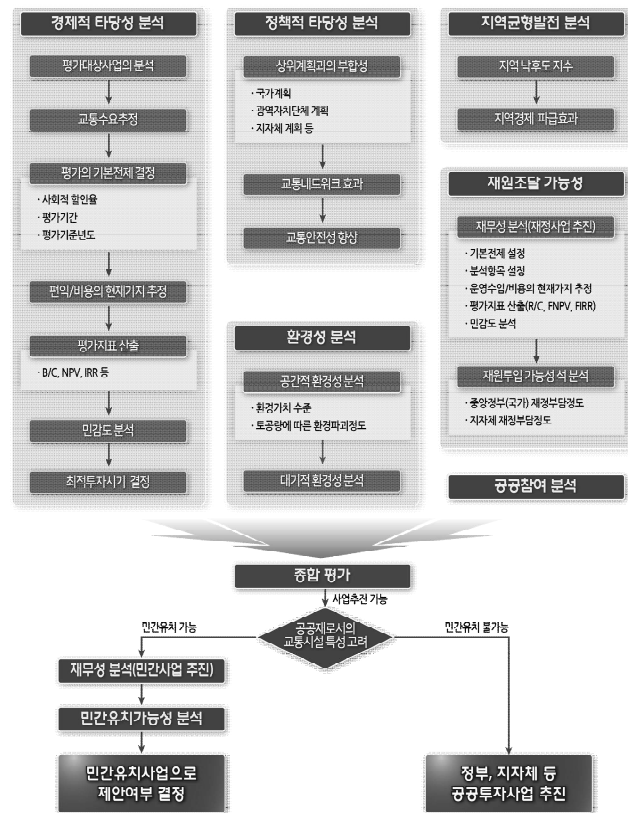 경제적 타당성 분석
평가대상사업의 분석
교통수요추정
평가의 기본전제 결정
· 사회적 할인율
· 평가기간
· 평가기준년도
편익/비용의 현재가치 추정
평가지표 산출
· B/C, NPV, IRR 등
민감도 분석
최적투자시기 결정
정책적 타당성 분석
상위계획과의 부합성
· 국가계획
· 광역자치단체 계획
· 지자체 계획 등
교통네트워크 효과
교통안전성 향상
환경성 분석
공간적 환경성 분석
· 환경가치 수준
· 토공량에 따른 환경파괴정도
대기적 환경성 분석
지역균형발전 분석
지역 낙후도 지수
지역경제 파급효과
재원조달 가능성
재무성 분석(재정사업 추진)
· 기본전제 설정
· 분석항목 설정
· 운영수입/비용의 현재가치 추정
· 평가지표 산출(R/C, FNPV, FIRR)
· 민감도 분석
재원투입 가능성 석 분석
· 중앙정부(국가) 재정부담정도
· 지자체 재정부담정도
공공참여 분석
종합 평가
사업추진 가능
공공재로서의
교통시설 특성 고려
민간유치 가능
민간유치 불가능
재무성 분석(민간사업 추진)
민간유치가능성 분석
민간유치사업으로
제안여부 결정
정부, 지자체 등
공공투자사업 추진